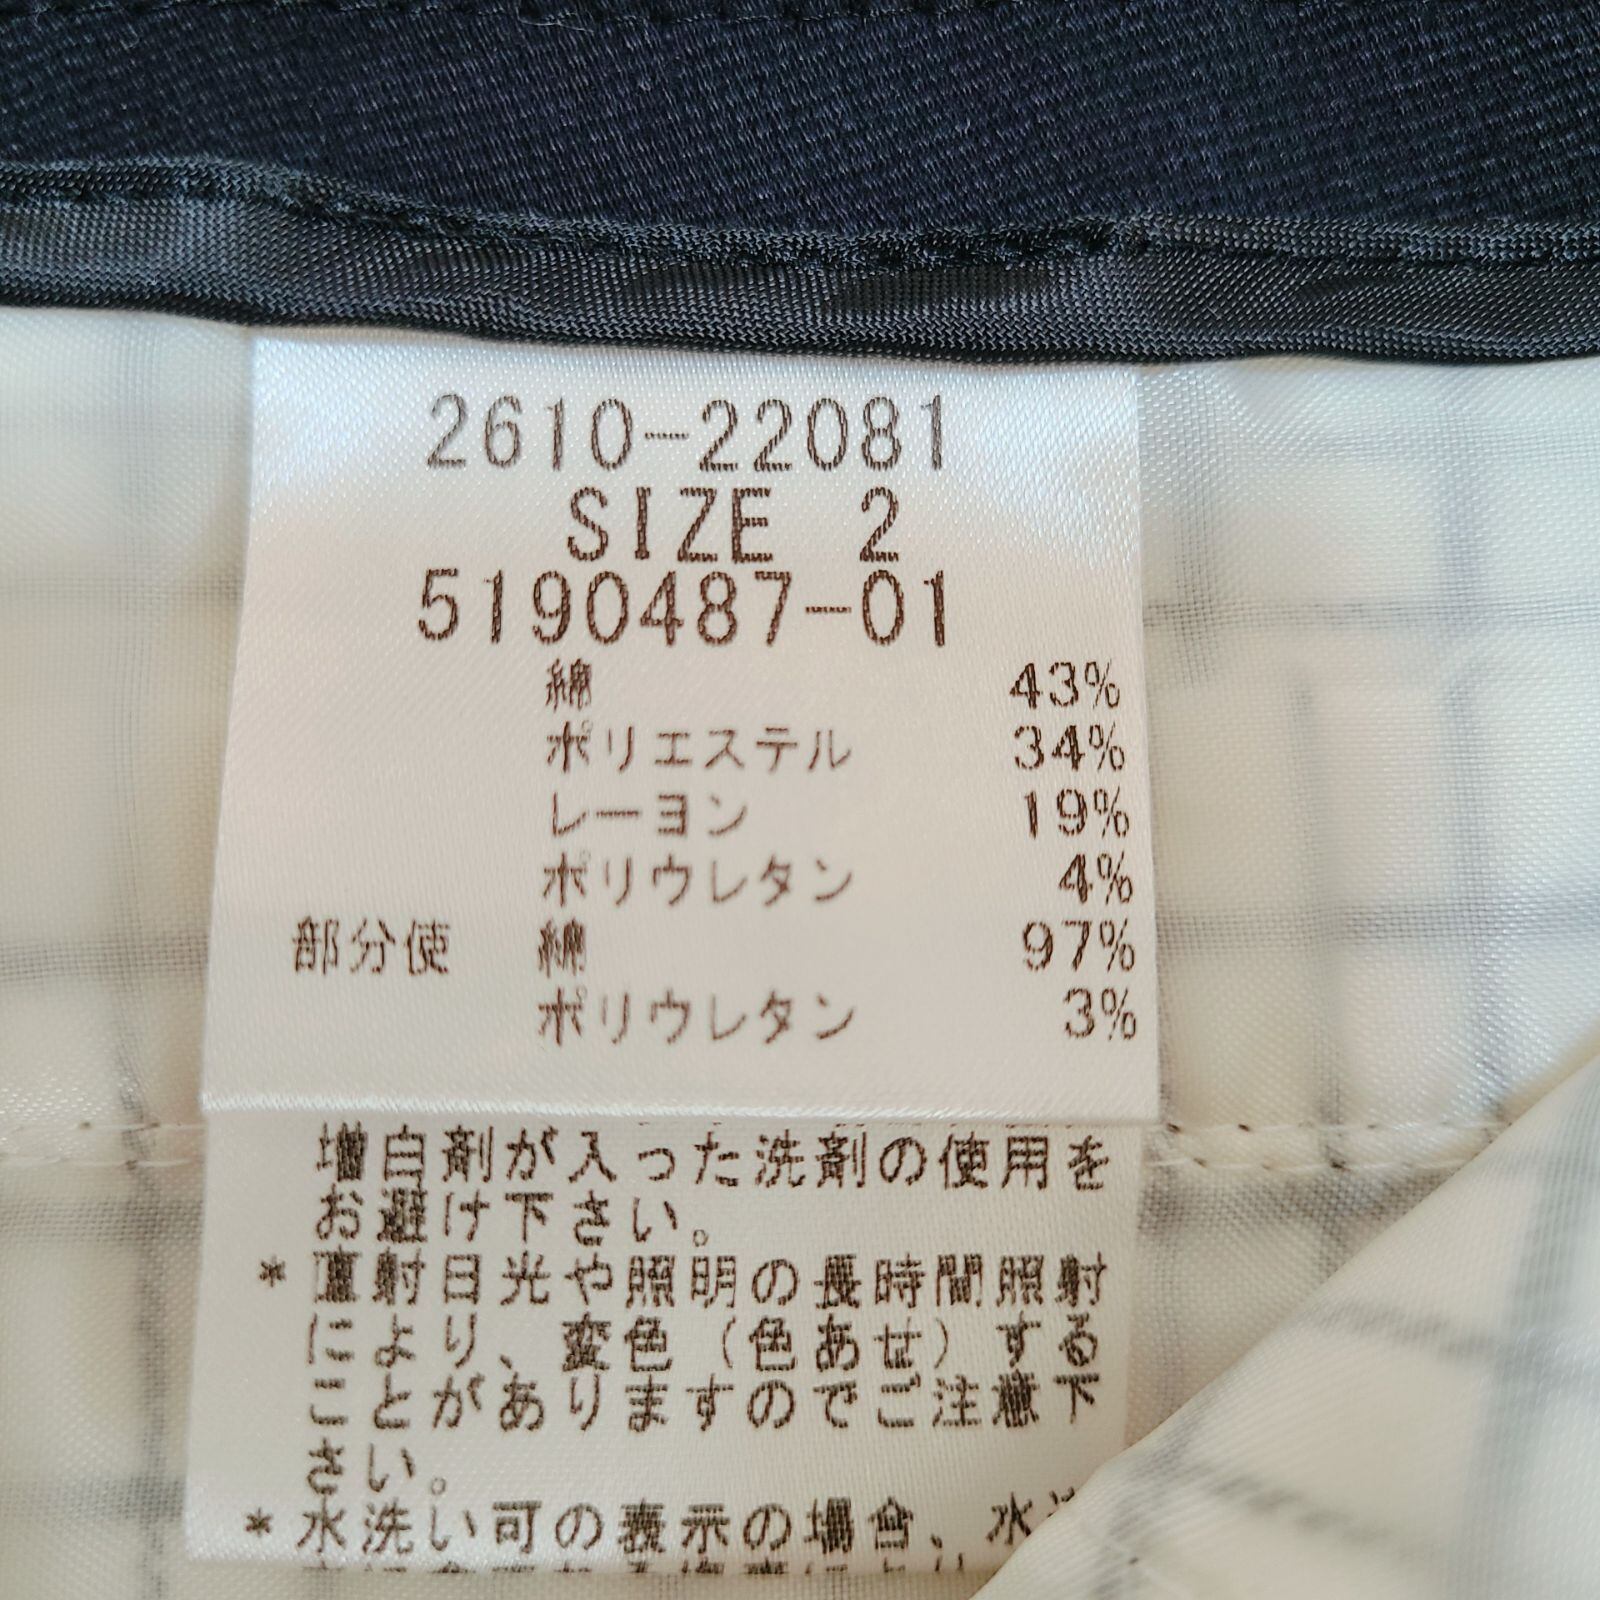 2610-22081
SIZE 2
5190487-01
綿 43%
ポリエステル 34%
レーヨン 19%
ポリウレタン 4%
部分使 綿 97%
ポリウレタン 3%
増白剤が入った洗剤の使用を
お避け下さい。
* 直射日光や照明の長時間照射
により、変色(色あせ)する
ことがありますのでご注意下
さい。
* 水洗い可の表示の場合、水